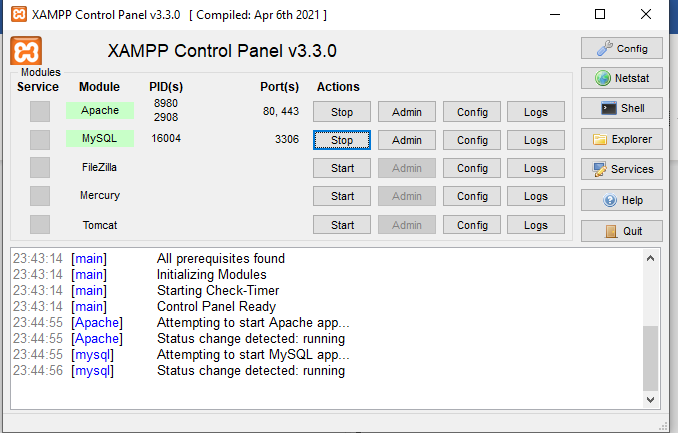 XAMPP Control Panel v3.3.0 [ Compiled: Apr 6th 2021 ]
XAMPP Control Panel v3.3.0
Config
Modules
Service Module PID(s) Port(s) Actions
Netstat
Apache 8980 2908 80, 443 Stop Admin Config Logs
Shell
MySQL 16004 3306 Stop Admin Config Logs
Explorer
FileZilla Start Admin Config Logs
Services
Mercury Start Admin Config Logs
Help
Tomcat Start Admin Config Logs
Quit
23:43:14 [main] All prerequisites found
23:43:14 [main] Initializing Modules
23:43:14 [main] Starting Check-Timer
23:43:14 [main] Control Panel Ready
23:44:55 [Apache] Attempting to start Apache app...
23:44:55 [Apache] Status change detected: running
23:44:55 [mysql] Attempting to start MySQL app...
23:44:56 [mysql] Status change detected: running